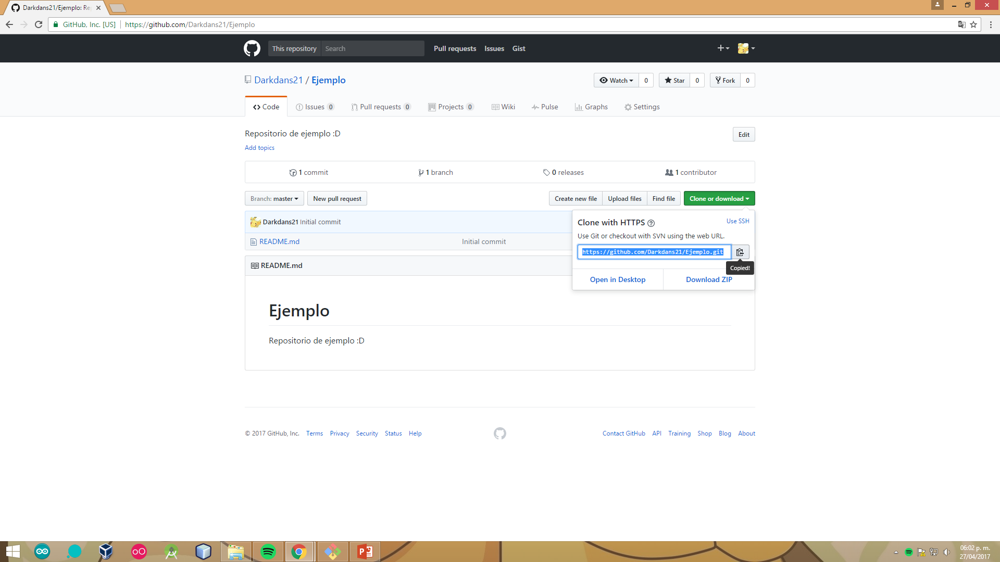 Darkdans21/Ejemplo: Re
GitHub, Inc. [US] https://github.com/Darkdans21/Ejemplo
This repository Search Pull requests Issues Gist
Darkdans21 / Ejemplo
Watch 0 Star 0 Fork 0
Code Issues 0 Pull requests 0 Projects 0 Wiki Pulse Graphs Settings
Repositorio de ejemplo :D
Edit
Add topics
1 commit 1 branch 0 releases 1 contributor
Branch: master New pull request Create new file Upload files Find file Clone or download
Darkdans21 Initial commit
README.md Initial commit
Clone with HTTPS Use SSH
Use Git or checkout with SVN using the web URL.
https://github.com/Darkdans21/Ejemplo.git
Copied!
Open in Desktop Download ZIP
README.md
Ejemplo
Repositorio de ejemplo :D
© 2017 GitHub, Inc. Terms Privacy Security Status Help Contact GitHub API Training Shop Blog About
06:02 p. m.
27/04/2017